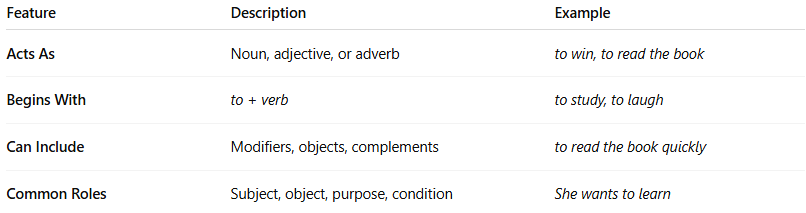 Feature Description Example
Acts As Noun, adjective, or adverb to win, to read the book
Begins With to + verb to study, to laugh
Can Include Modifiers, objects, complements to read the book quickly
Common Roles Subject, object, purpose, condition She wants to learn